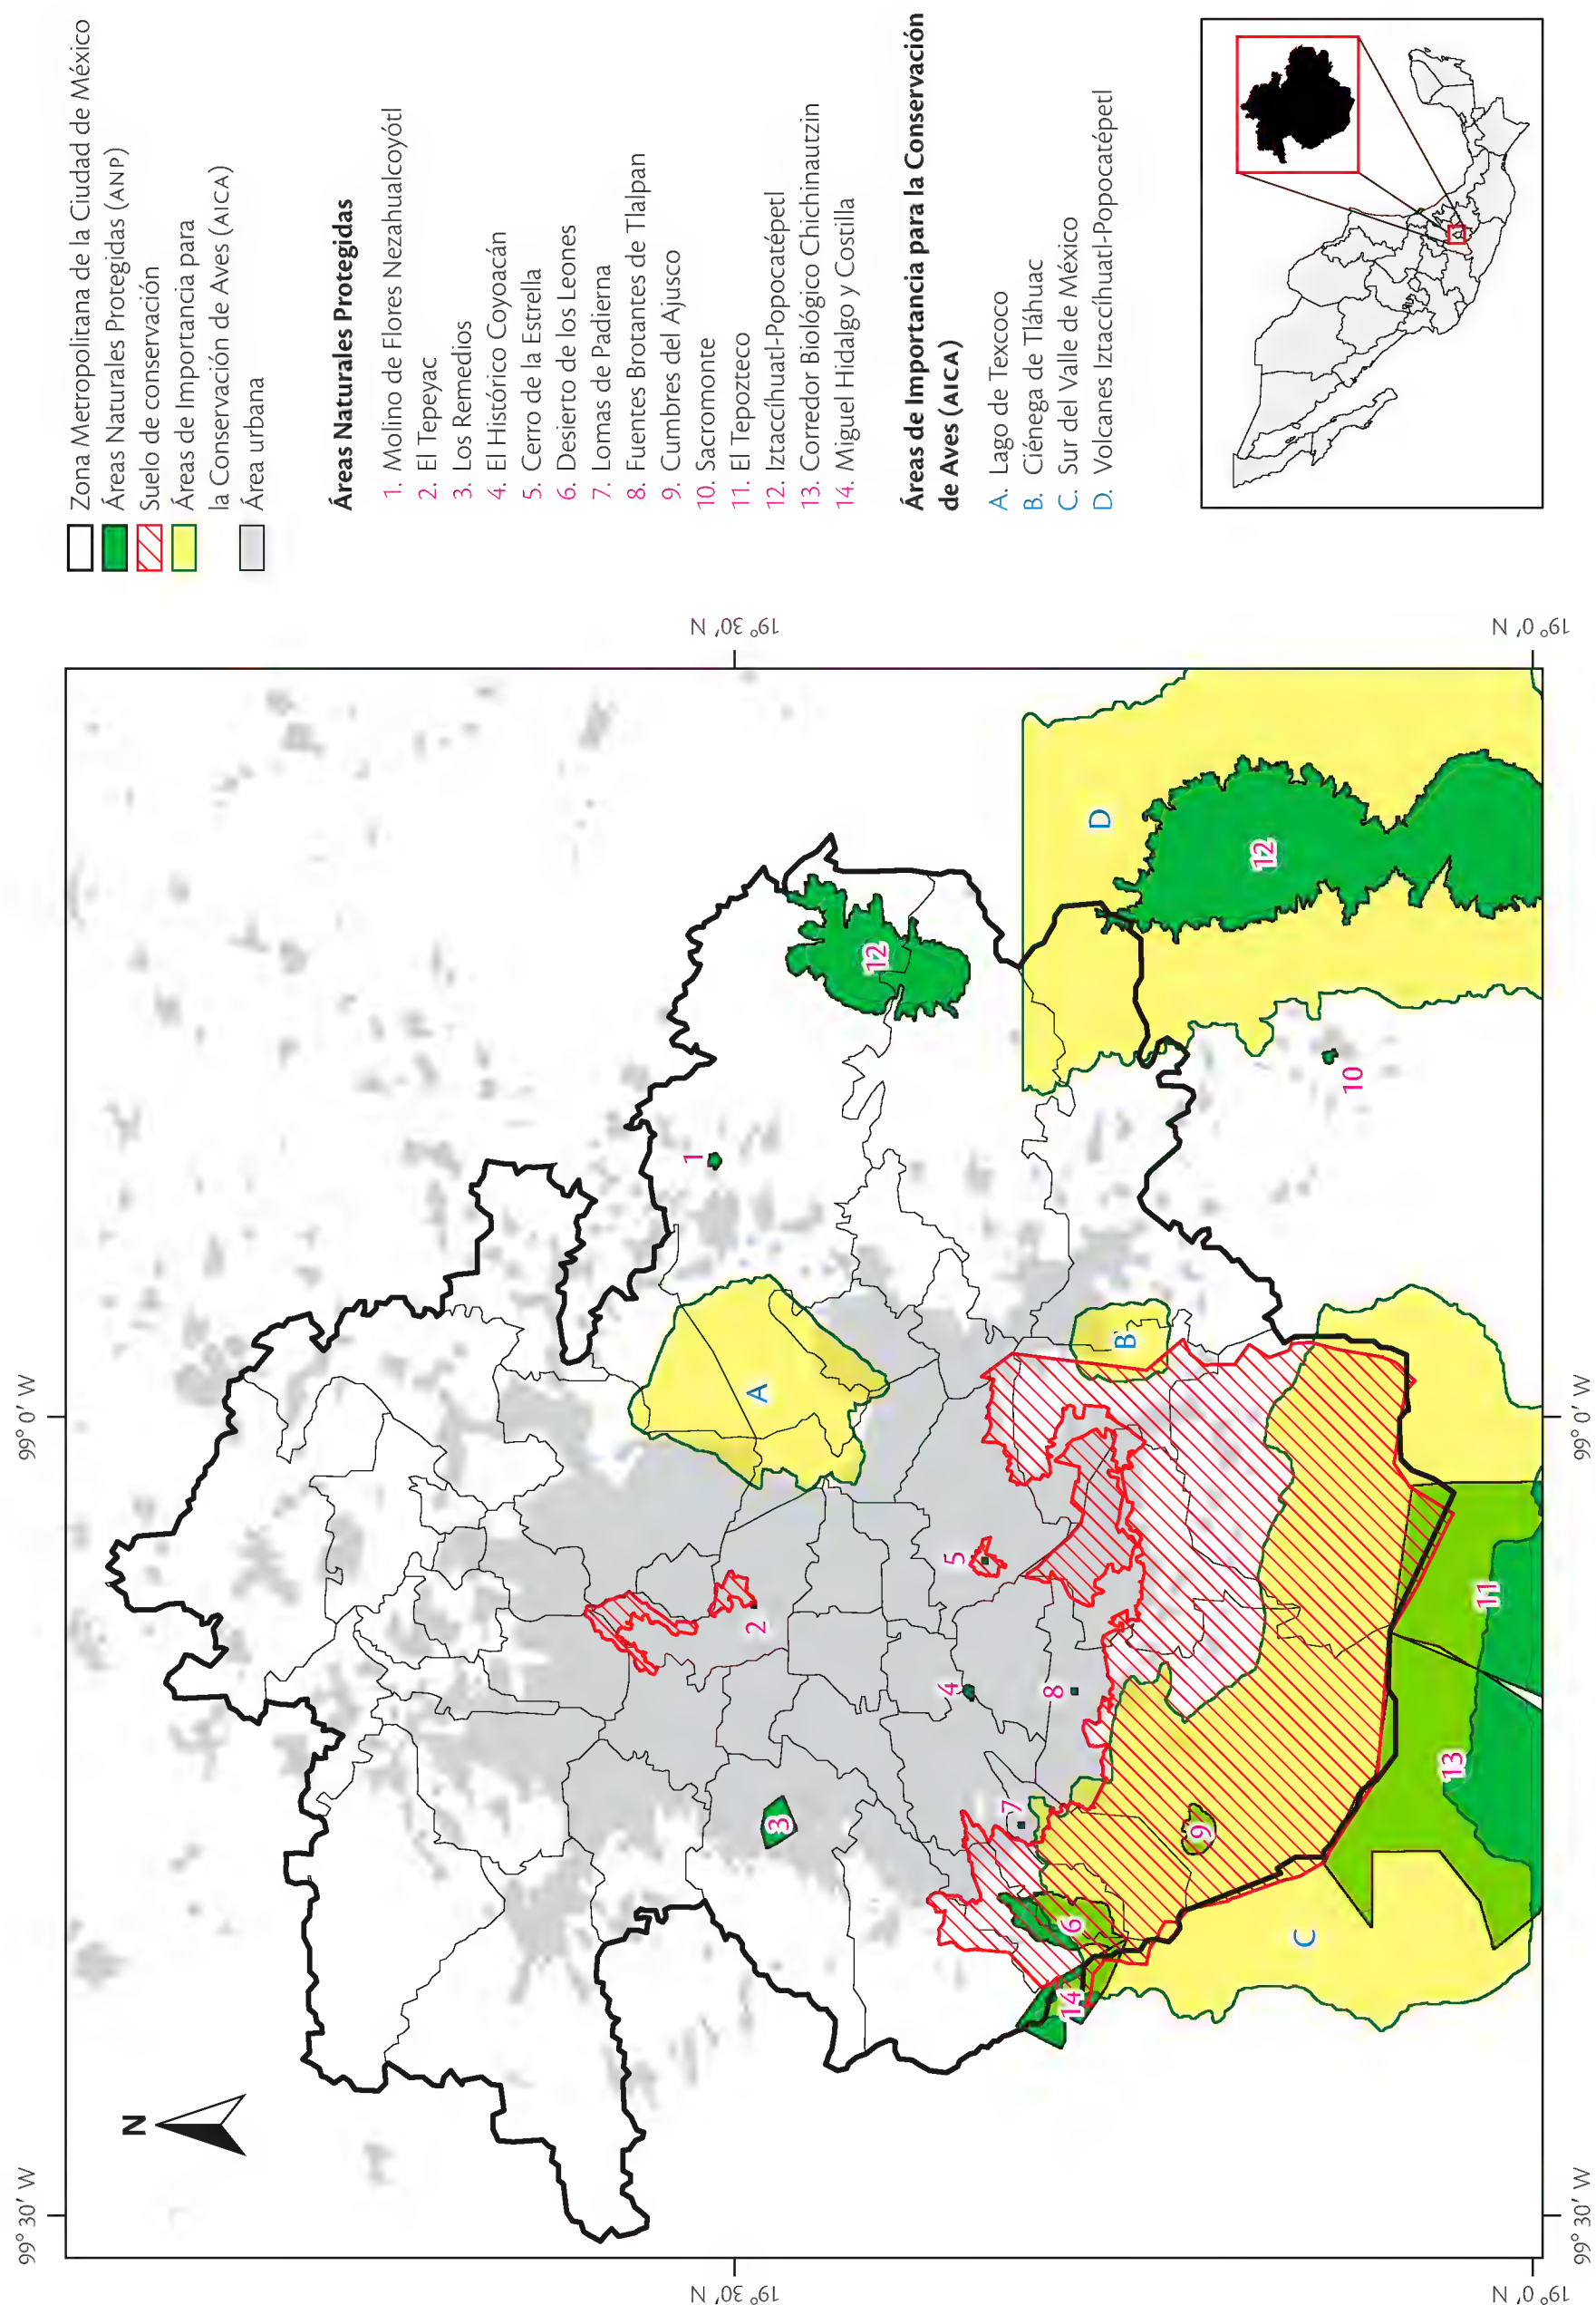 Zona Metropolitana de la Ciudad de México
Áreas Naturales Protegidas (ANP)
Suelo de conservación
Áreas de Importancia para
la Conservación de Aves (AICA)
Área urbana
Áreas Naturales Protegidas
1. Molino de Flores Nezahualcoyótl
2. El Tepeyac
3. Los Remedios
4. El Histórico Coyoacán
5. Cerro de la Estrella
6. Desierto de los Leones
7. Lomas de Padierna
8. Fuentes Brotantes de Tlalpan
9. Cumbres del Ajusco
10. Sacromonte
11. El Tepozteco
12. Iztaccíhuatl-Popocatépetl
13. Corredor Biológico Chichinautzin
14. Miguel Hidalgo y Costilla
Áreas de Importancia para la Conservación
de Aves (AICA)
A. Lago de Texcoco
B. Ciénega de Tláhuac
C. Sur del Valle de México
D. Volcanes Iztaccíhuatl-Popocatépetl
99° 30' W
99° 0' W
N
19° 30' N
19° 30' N
1
A
2
3
12
4
5
7
8
6
14
B
D
9
12
C
10
13
11
19° 0' N
19° 0' N
99° 30' W
99° 0' W